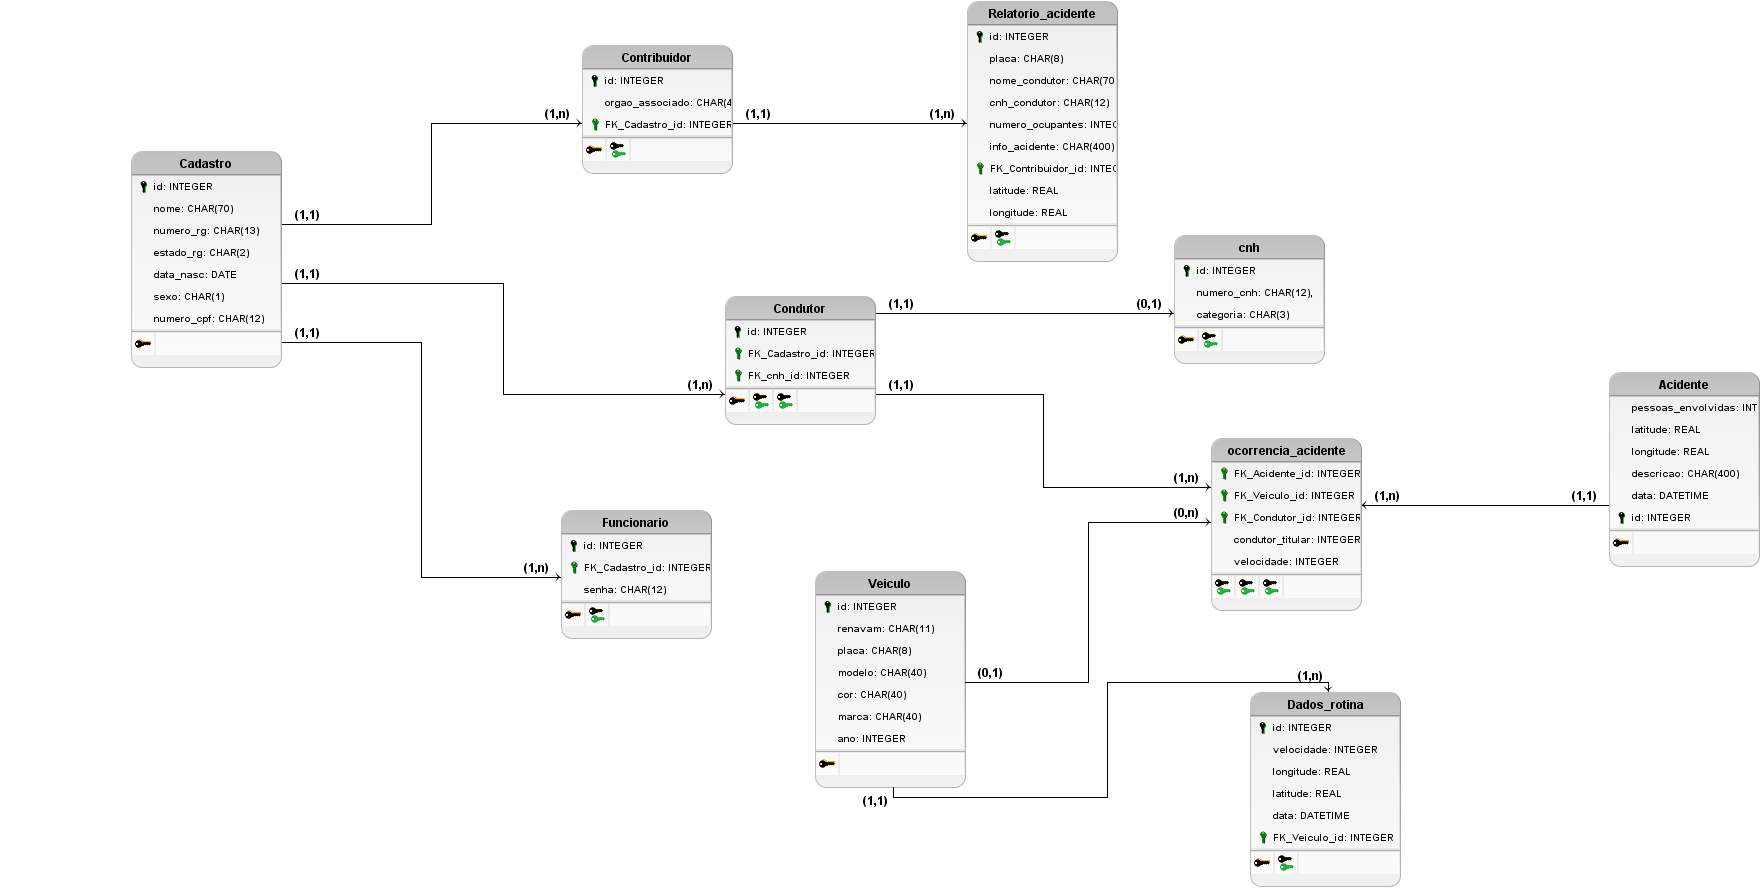 Relatorio_acidente
id: INTEGER
placa: CHAR(8)
nome_condutor: CHAR(70
cnh_condutor: CHAR(12)
numero_ocupantes: INTEC
info_acidente: CHAR(400)
FK_Contribuidor_id: INTEC
latitude: REAL
longitude: REAL
Contribuidor
id: INTEGER
orgao_associado: CHAR(4
FK_Cadastro_id: INTEGER
(1,n)
(1,1)
(1,n)
Cadastro
id: INTEGER
nome: CHAR(70)
numero_rg: CHAR(13)
estado_rg: CHAR(2)
data_nasc: DATE
sexo: CHAR(1)
numero_cpf: CHAR(12)
(1,1)
(1,1)
(1,1)
cnh
id: INTEGER
numero_cnh: CHAR(12),
categoria: CHAR(3)
Condutor
id: INTEGER
FK_Cadastro_id: INTEGER
FK_cnh_id: INTEGER
(1,1)
(0,1)
(1,n)
(1,1)
Acidente
pessoas_envolvidas: INT
latitude: REAL
longitude: REAL
descricao: CHAR(400)
data: DATETIME
id: INTEGER
ocorrencia_acidente
FK_Acidente_id: INTEGER
FK_Veiculo_id: INTEGER
FK_Condutor_id: INTEGER
condutor_titular: INTEGER
velocidade: INTEGER
(1,n)
(0,n)
(1,n)
(1,1)
Funcionario
id: INTEGER
FK_Cadastro_id: INTEGER
senha: CHAR(12)
(1,n)
Veiculo
id: INTEGER
renavam: CHAR(11)
placa: CHAR(8)
modelo: CHAR(40)
cor: CHAR(40)
marca: CHAR(40)
ano: INTEGER
(0,1)
(1,1)
(1,n)
Dados_rotina
id: INTEGER
velocidade: INTEGER
longitude: REAL
latitude: REAL
data: DATETIME
FK_Veiculo_id: INTEGER